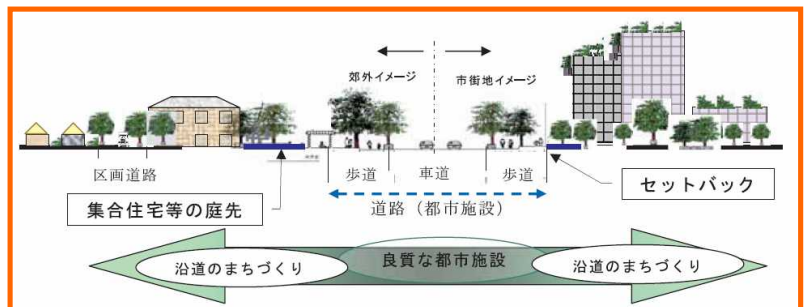 郊外イメージ
市街地イメージ
区画道路
歩道
車道
歩道
セットバック
集合住宅等の庭先
道路（都市施設）
沿道のまちづくり
良質な都市施設
沿道のまちづくり